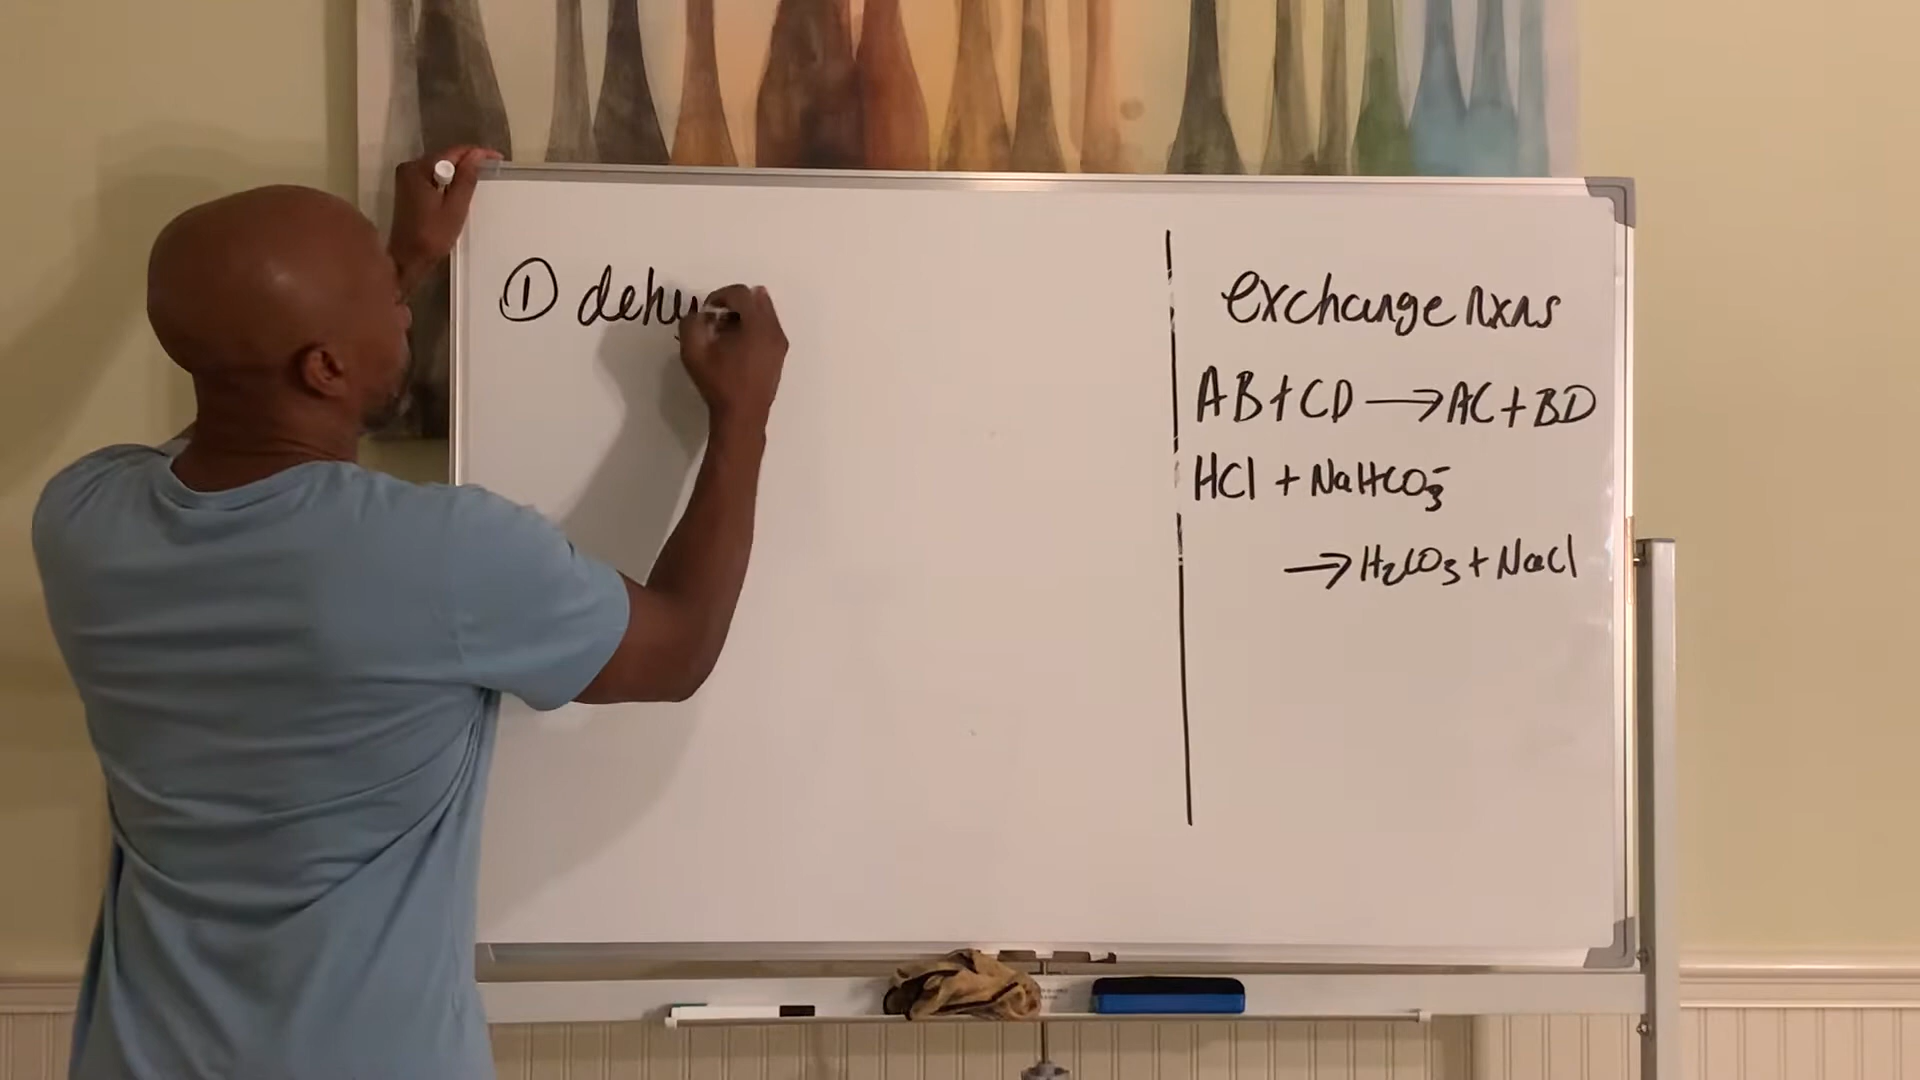 ① dehy
exchange rxns
AB + CD → AC + BD
HCl + NaHCO₃⁻
→ H₂CO₃ + NaCl